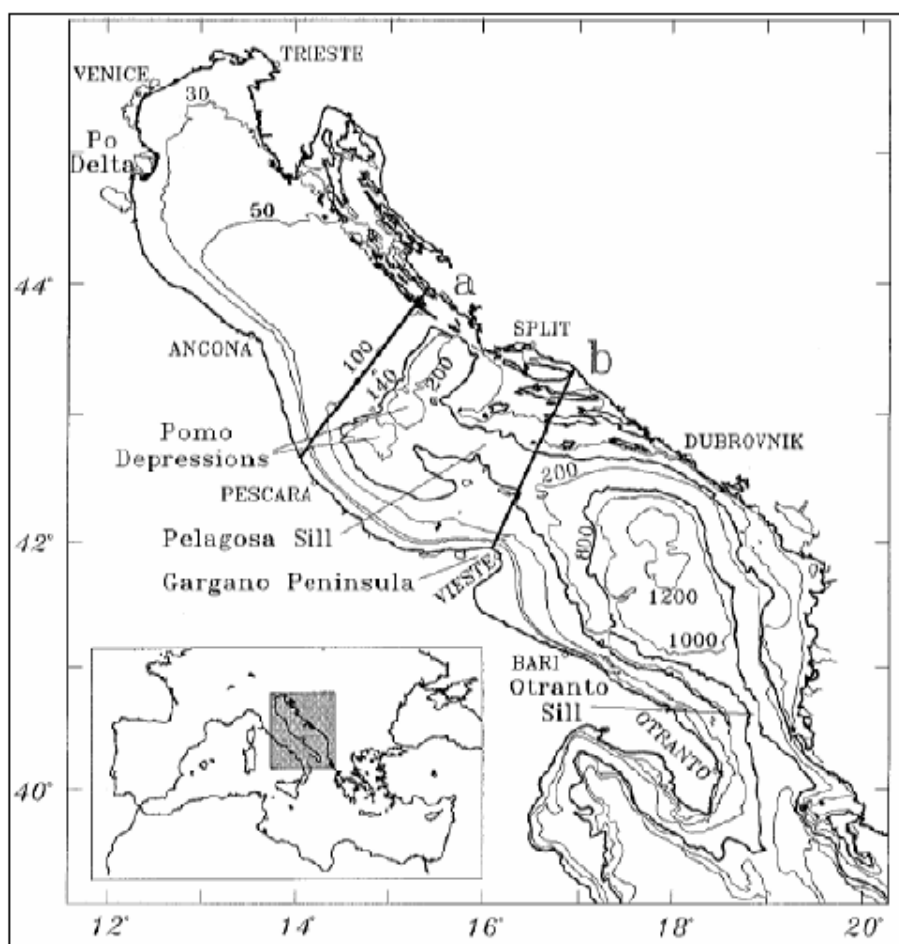 TRIESTE
VENICE
30
Po
Delta
50
44°
a
ANCONA
SPLIT
b
100
140
200
Pomo
Depressions
DUBROVNIK
PESCARA
200
Pelagosa Sill
42°
800
Gargano Peninsula
VIESTE
1200
1000
BARI
Otranto
Sill
OTRANTO
40°
12°
14°
16°
18°
20°